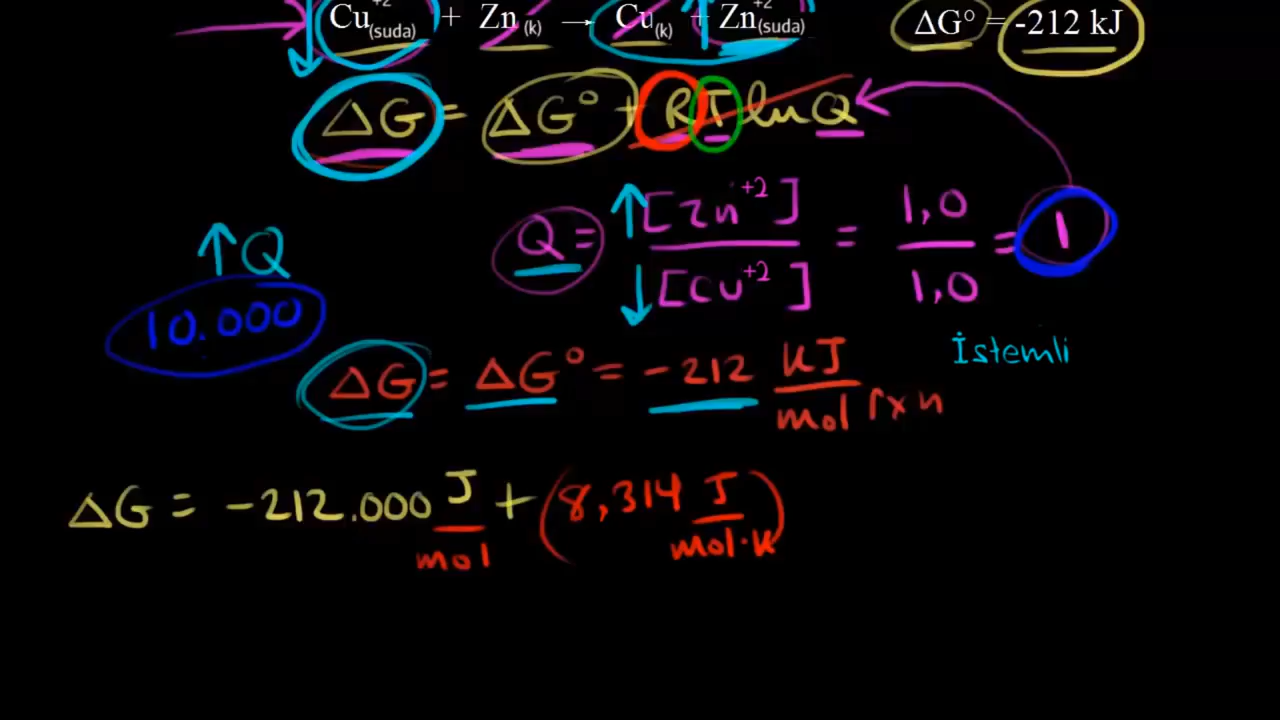 Cu+2(suda) + Zn(k) → Cu(k) + Zn+2(suda) ΔG° = -212 kJ
ΔG = ΔG° + RT ln Q
Q = [Zn+2] / [Cu+2] = 1,0 / 1,0 = 1
↑Q
10.000
İstemli
ΔG = ΔG° = -212 kJ / mol rxn
ΔG = -212.000 J / mol + (8,314 J / mol·K)